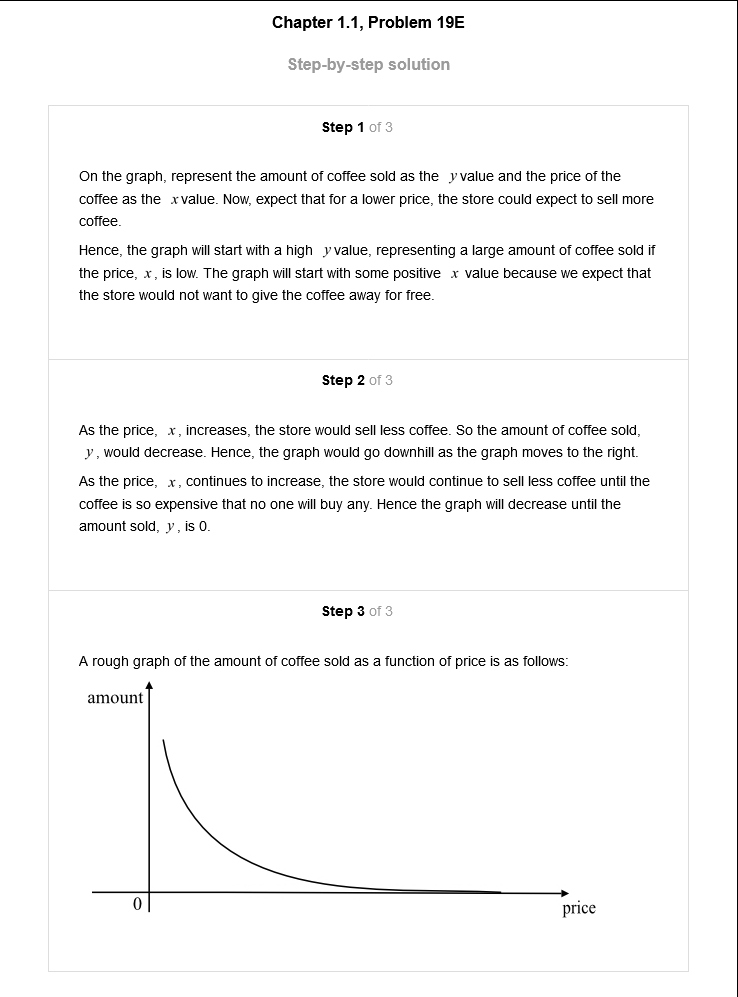 Chapter 1.1, Problem 19E
Step-by-step solution
Step 1 of 3
On the graph, represent the amount of coffee sold as the y value and the price of the
coffee as the x value. Now, expect that for a lower price, the store could expect to sell more
coffee.
Hence, the graph will start with a high y value, representing a large amount of coffee sold if
the price, x, is low. The graph will start with some positive x value because we expect that
the store would not want to give the coffee away for free.
Step 2 of 3
As the price, x, increases, the store would sell less coffee. So the amount of coffee sold,
y, would decrease. Hence, the graph would go downhill as the graph moves to the right.
As the price, x, continues to increase, the store would continue to sell less coffee until the
coffee is so expensive that no one will buy any. Hence the graph will decrease until the
amount sold, y, is 0.
Step 3 of 3
A rough graph of the amount of coffee sold as a function of price is as follows:
amount
0
price